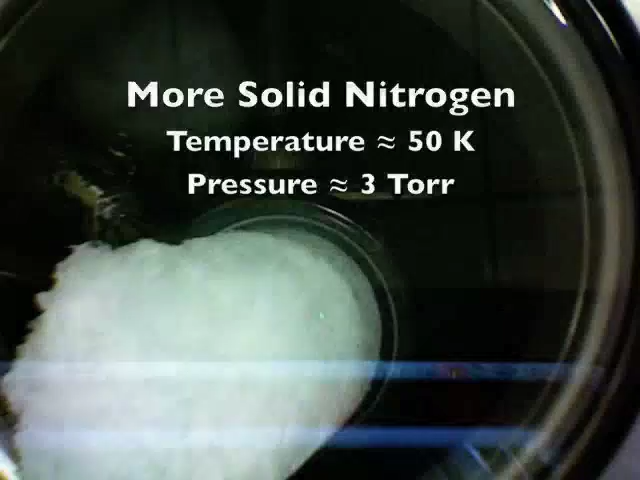 More Solid Nitrogen
Temperature ≈ 50 K
Pressure ≈ 3 Torr